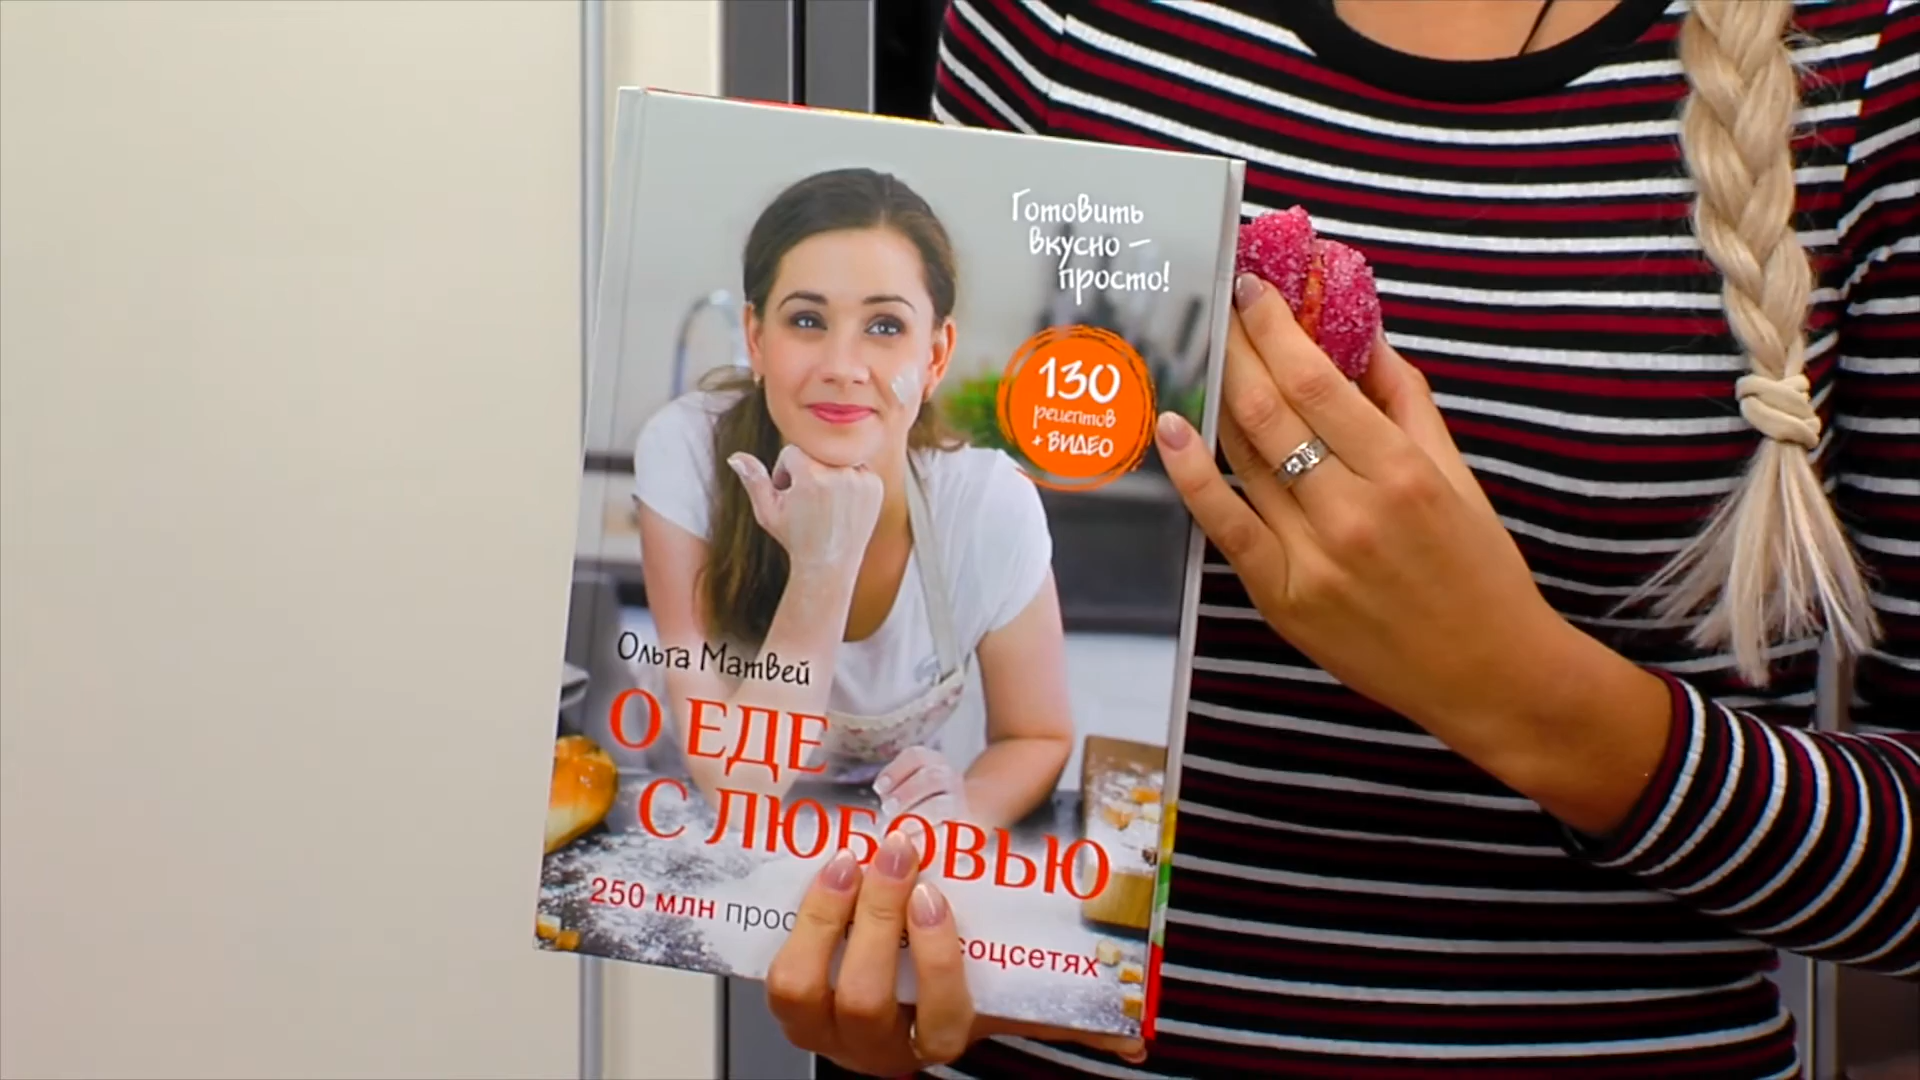 Готовить
вкусно —
просто!
130
рецептов
+ ВИДЕО
Ольга Матвей
О ЕДЕ
С ЛЮБОВЬЮ
250 млн соцсетях